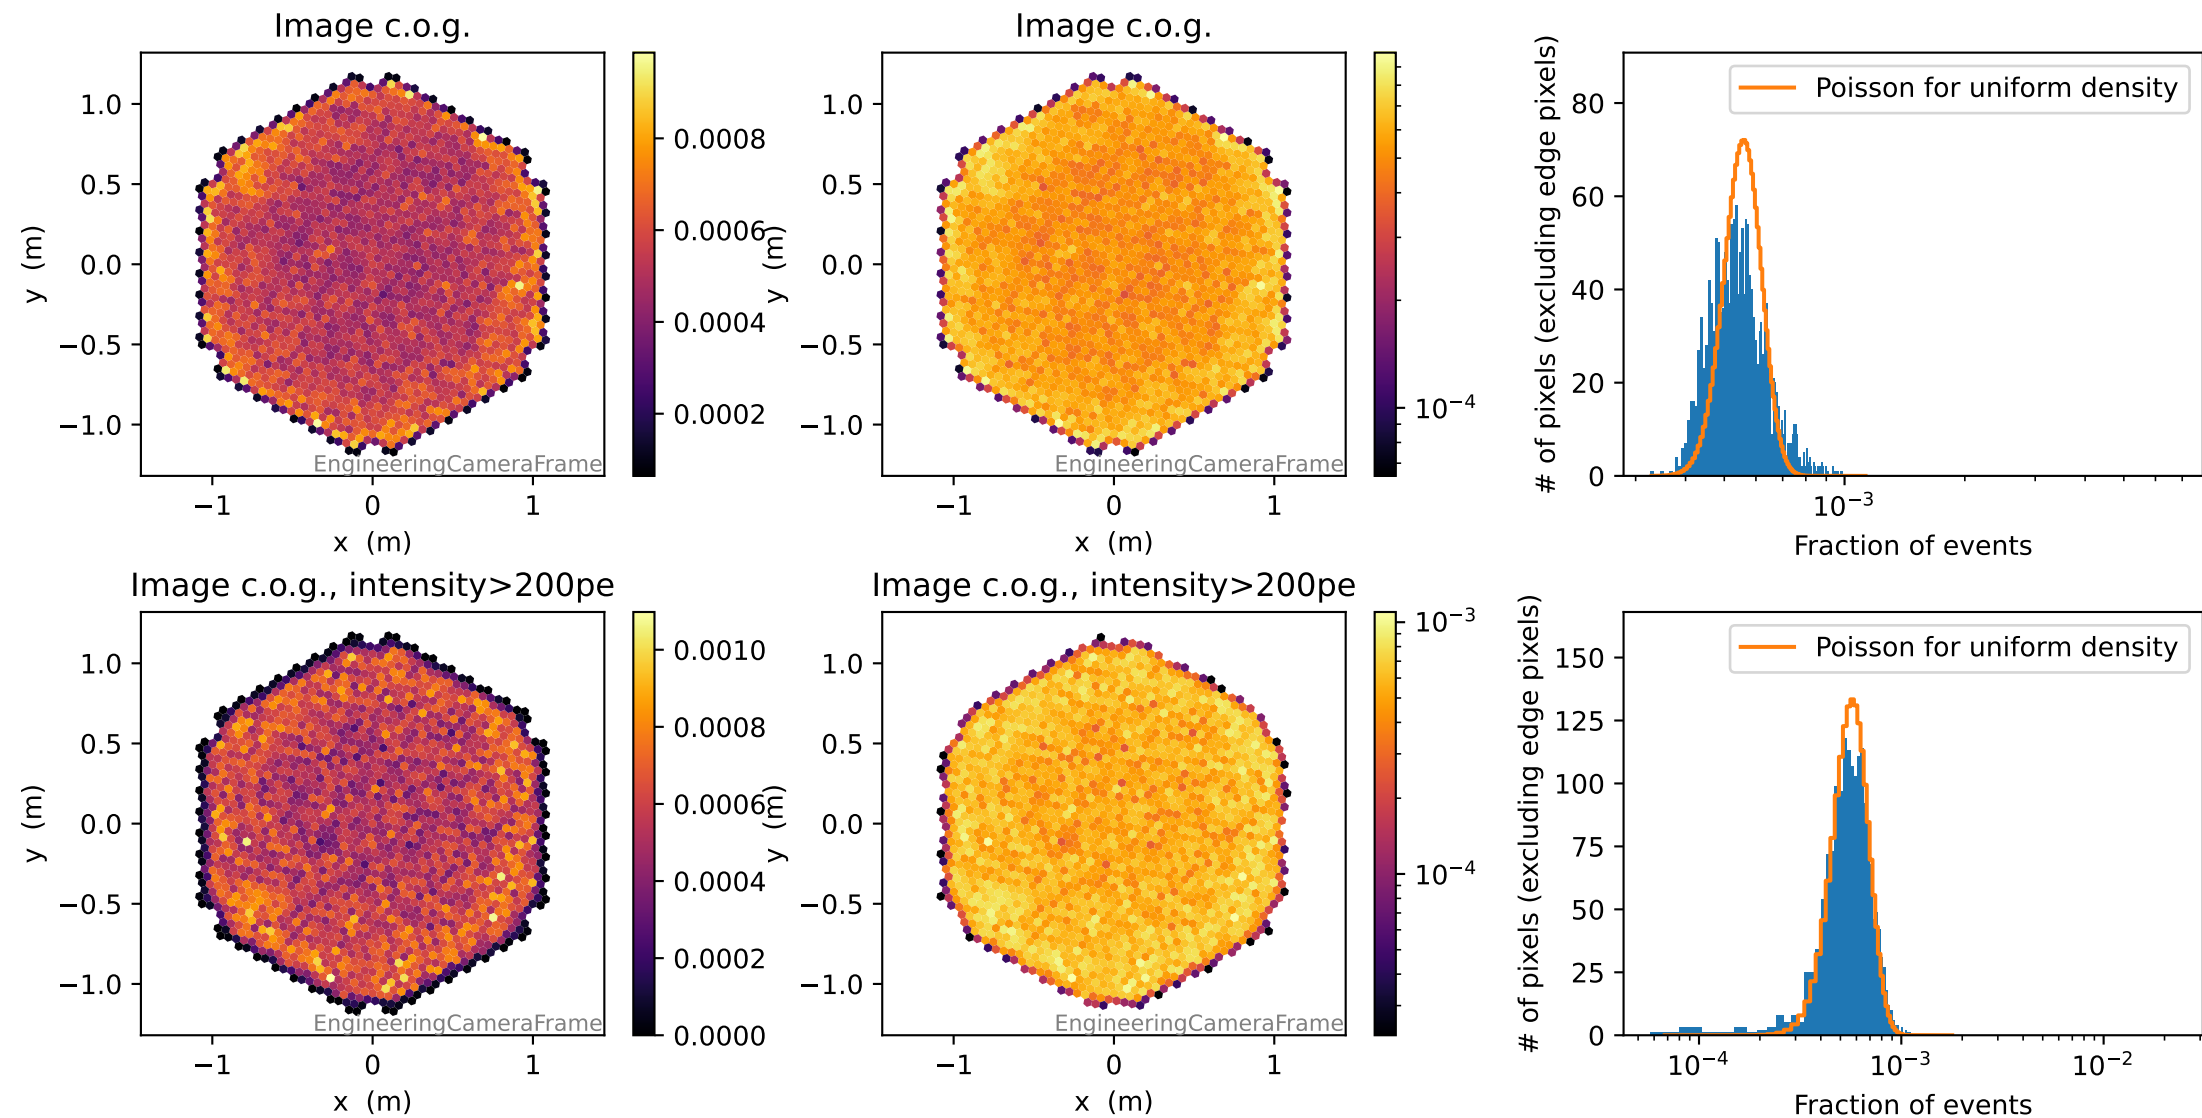 Image c.o.g.
1.0
0.5
0.0
−0.5
−1.0
y (m)
−1
0
1
x (m)
EngineeringCameraFrame
0.0008
0.0006
0.0004
0.0002
Image c.o.g.
1.0
0.5
0.0
−0.5
−1.0
y (m)
−1
0
1
x (m)
EngineeringCameraFrame
10⁻⁴
# of pixels (excluding edge pixels)
80
60
40
20
0
Poisson for uniform density
10⁻³
Fraction of events
Image c.o.g., intensity>200pe
1.0
0.5
0.0
−0.5
−1.0
y (m)
−1
0
1
x (m)
EngineeringCameraFrame
0.0010
0.0008
0.0006
0.0004
0.0002
0.0000
Image c.o.g., intensity>200pe
1.0
0.5
0.0
−0.5
−1.0
y (m)
−1
0
1
x (m)
EngineeringCameraFrame
10⁻³
10⁻⁴
# of pixels (excluding edge pixels)
150
125
100
75
50
25
0
Poisson for uniform density
10⁻⁴
10⁻³
10⁻²
Fraction of events